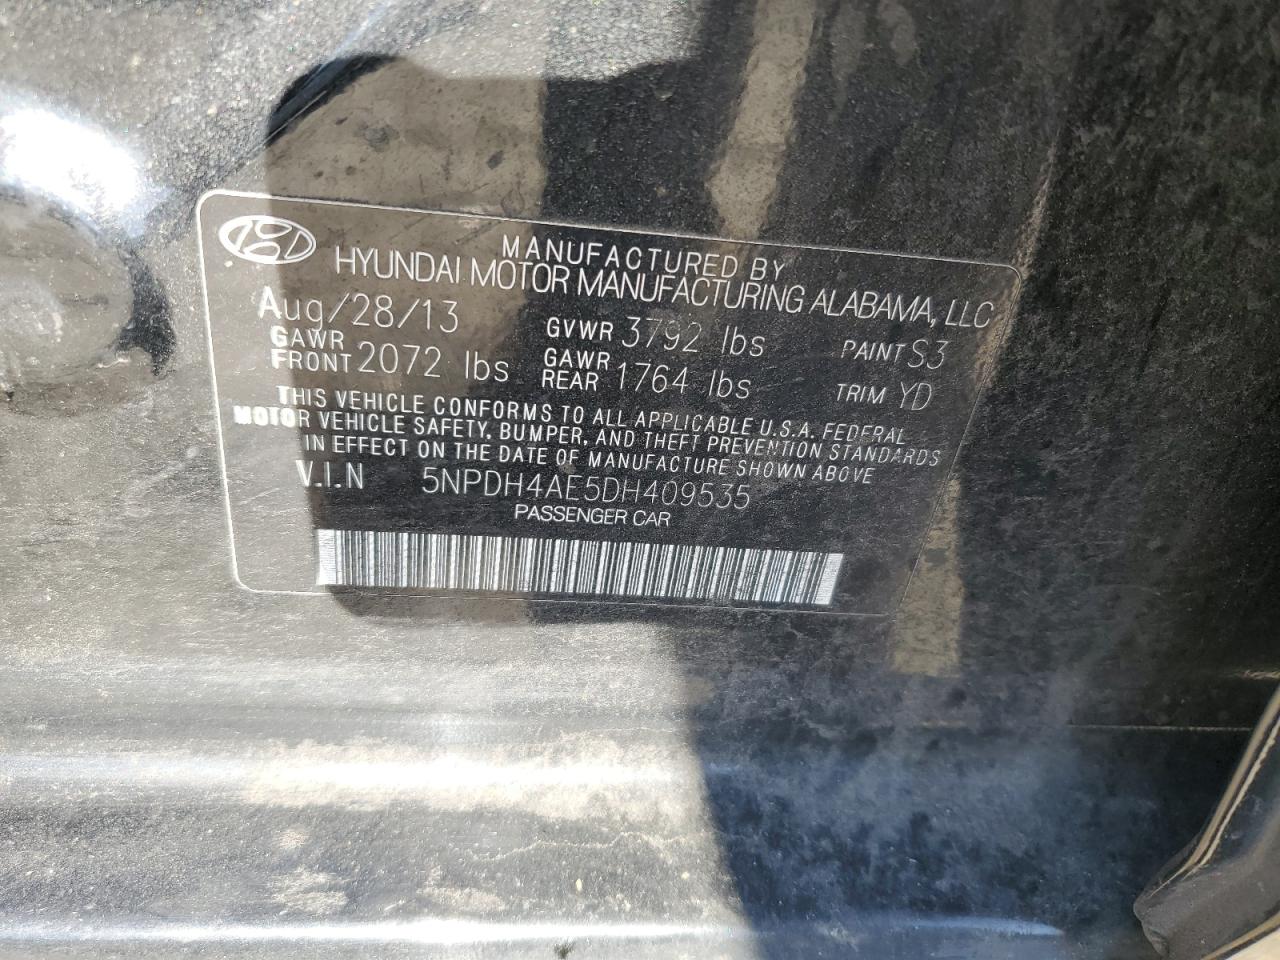 MANUFACTURED BY
HYUNDAI MOTOR MANUFACTURING ALABAMA, LLC
Aug/28/13 GVWR 3792 lbs PAINT S3
GAWR FRONT 2072 lbs GAWR REAR 1764 lbs TRIM YD
THIS VEHICLE CONFORMS TO ALL APPLICABLE U.S.A. FEDERAL
MOTOR VEHICLE SAFETY, BUMPER, AND THEFT PREVENTION STANDARDS
IN EFFECT ON THE DATE OF MANUFACTURE SHOWN ABOVE
V.I.N 5NPDH4AE5DH409535
PASSENGER CAR